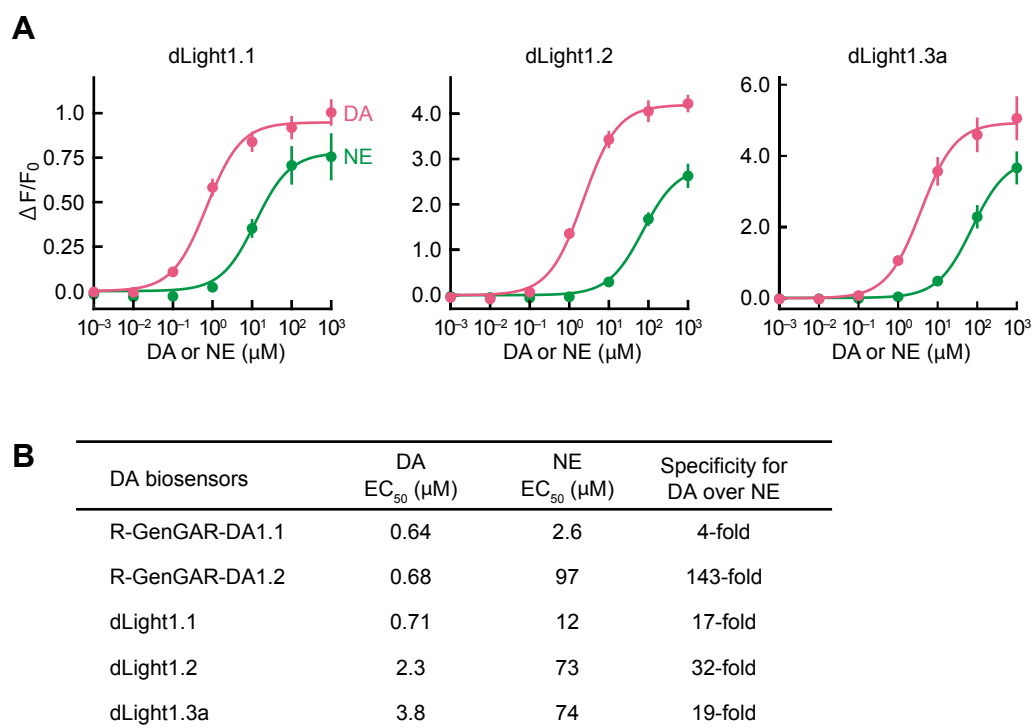 A
dLight1.1
dLight1.2
dLight1.3a
ΔF/F₀
1.0
0.75
0.50
0.25
0.0
DA
NE
10⁻³ 10⁻² 10⁻¹ 10⁰ 10¹ 10² 10³
DA or NE (μM)
4.0
3.0
2.0
1.0
0.0
10⁻³ 10⁻² 10⁻¹ 10⁰ 10¹ 10² 10³
DA or NE (μM)
6.0
4.0
2.0
0.0
10⁻³ 10⁻² 10⁻¹ 10⁰ 10¹ 10² 10³
DA or NE (μM)
B
DA biosensors
DA
EC₅₀ (μM)
NE
EC₅₀ (μM)
Specificity for
DA over NE
R-GenGAR-DA1.1 0.64 2.6 4-fold
R-GenGAR-DA1.2 0.68 97 143-fold
dLight1.1 0.71 12 17-fold
dLight1.2 2.3 73 32-fold
dLight1.3a 3.8 74 19-fold